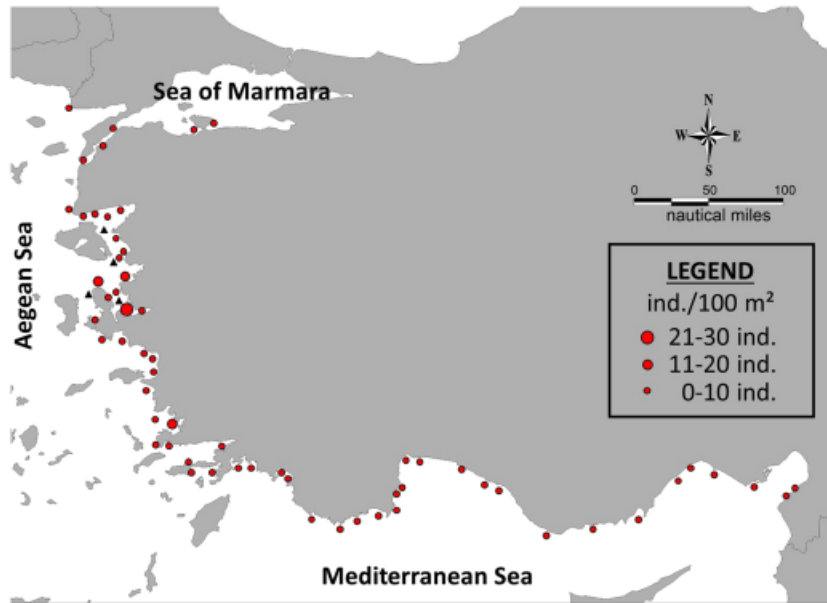 Sea of Marmara
N
W E
S
0 50 100
nautical miles
Aegean Sea
LEGEND
ind./100 m²
21-30 ind.
11-20 ind.
0-10 ind.
Mediterranean Sea